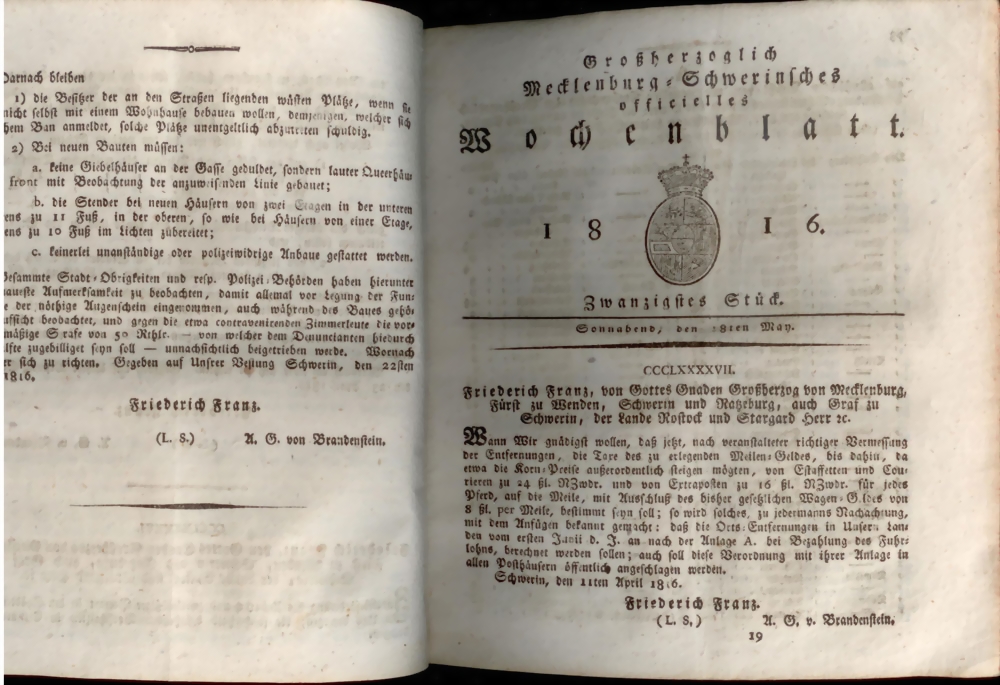 Darnach bleiben
1) die Besitzer der an den Straßen liegenden wüsten Plätze, wenn sie
nicht selbst mit einem Wohnhause bebauen wollen, demjenigen, welcher sich
hem Bau anmeldet, solche Plätze unentgeltlich abzutreten schuldig.
2) Bei neuen Bauten müssen:
a. keine Giebelhäuser an der Gasse geduldet, sondern lauter Queerhäu
front mit Beobachtung der anzuweisenden Linie gebauet;
b. die Stender bei neuen Häusern von zwei Etagen in der unteren
ens zu 11 Fuß, in der oberen, so wie bei Häusern von einer Etage,
ens zu 10 Fuß im Lichten zubereitet;
c. keinerlei unanständige oder polizeiwidrige Anbaue gestattet werden.
Gesammte Stadt-Obrigkeiten und resp. Polizei-Behörden haben hierunter
aueste Aufmerksamkeit zu beobachten, damit allemal vor Legung der Fun-
e der nöthige Augenschein eingenommen, auch während des Baues gehö-
ufsicht beobachtet, und gegen die etwa contravenirenden Zimmerleute die vor-
mäßige Strafe von 50 Rthlr. — von welcher dem Denuncianten hiedurch
lfte zugebilliget seyn soll — unnachsichtlich beigetrieben werde. Wornach
er sich zu richten. Gegeben auf Unsrer Vestung Schwerin, den 22sten
1816.
Friederich Franz.
(L. S.) A. G. von Brandenstein.
Großherzoglich
Mecklenburg-Schwerinsches
officielles
Wochenblatt.
1816.
Zwanzigstes Stück.
Sonnabend, den 18ten May.
CCCLXXXXVII.
Friederich Franz, von Gottes Gnaden Großherzog von Mecklenburg,
Fürst zu Wenden, Schwerin und Ratzeburg, auch Graf zu
Schwerin, der Lande Rostock und Stargard Herr ꝛc.
Wann Wir gnädigst wollen, daß jetzt, nach veranstalteter richtiger Vermessung
der Entfernungen, die Taxe des zu erlegenden Meilen-Geldes, bis dahin, da
etwa die Korn-Preise außerordentlich steigen mögten, von Estaffetten und Cou-
rieren zu 24 ßl. NZwdr. und von Extraposten zu 16 ßl. NZwdr. für jedes
Pferd, auf die Meile, mit Ausschluß des bisher gesetzlichen Wagen-Geldes von
8 ßl. per Meile, bestimmt seyn soll; so wird solches, zu jedermanns Nachachtung,
mit dem Anfügen bekannt gemacht: daß die Orts-Entfernungen in Unsern Lan-
den vom ersten Junii d. J. an nach der Anlage A. bei Bezahlung des Fuhr-
lohns, berechnet werden sollen; auch soll diese Verordnung mit ihrer Anlage in
allen Posthäusern öffentlich angeschlagen werden.
Schwerin, den 11ten April 1816.
Friederich Franz.
(L. S.) A. G. v. Brandenstein.
19